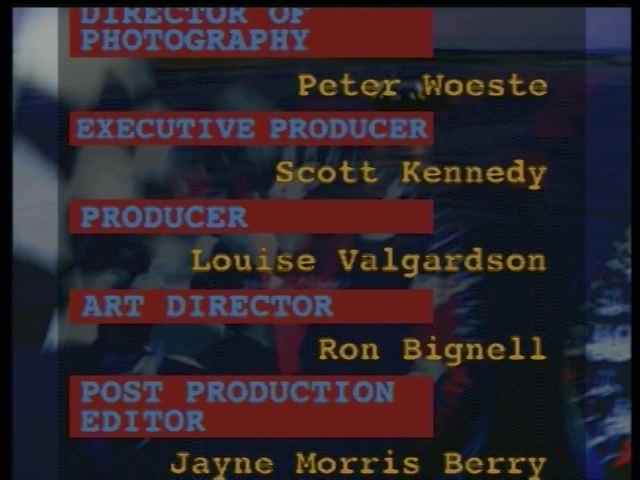 DIRECTOR OF
PHOTOGRAPHY
Peter Woeste
EXECUTIVE PRODUCER
Scott Kennedy
PRODUCER
Louise Valgardson
ART DIRECTOR
Ron Bignell
POST PRODUCTION
EDITOR
Jayne Morris Berry